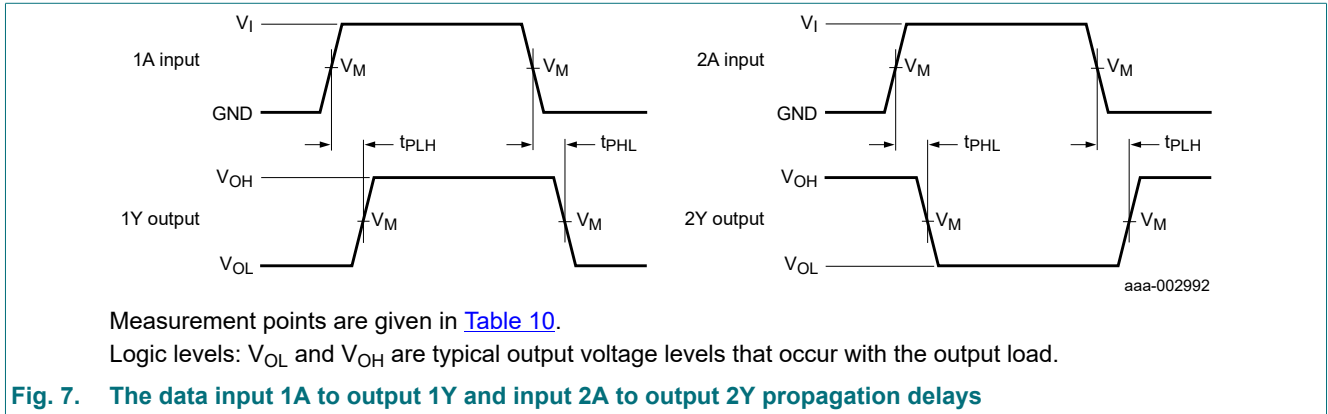 V_I
1A input
V_M
V_M
GND
t_PLH
t_PHL
V_OH
1Y output
V_M
V_M
V_OL
V_I
2A input
V_M
V_M
GND
t_PHL
t_PLH
V_OH
2Y output
V_M
V_M
V_OL
aaa-002992
Measurement points are given in Table 10.
Logic levels: V_OL and V_OH are typical output voltage levels that occur with the output load.
Fig. 7. The data input 1A to output 1Y and input 2A to output 2Y propagation delays